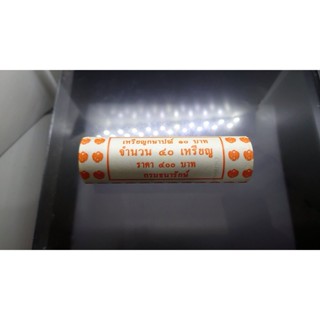 เหรียญกษาปณ์ ๑๐ บาท
จำนวน ๔๐ เหรียญ
ราคา ๔๐๐ บาท
กรมธนารักษ์